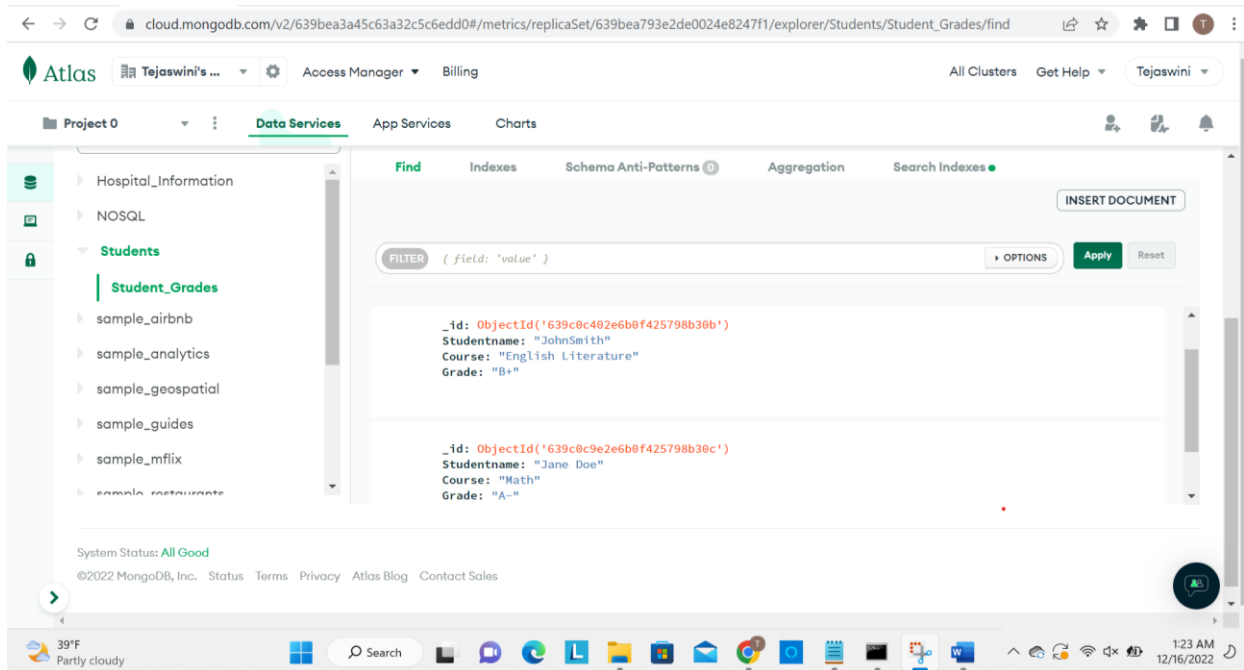 cloud.mongodb.com/v2/639bea3a45c63a32c5c6edd0#/metrics/replicaSet/639bea793e2de0024e8247f1/explorer/Students/Student_Grades/find
T
Atlas
Tejaswini's ...
Access Manager
Billing
All Clusters
Get Help
Tejaswini
Project 0
Data Services
App Services
Charts
Hospital_Information
NOSQL
Students
Student_Grades
sample_airbnb
sample_analytics
sample_geospatial
sample_guides
sample_mflix
sample_restaurants
Find
Indexes
Schema Anti-Patterns 0
Aggregation
Search Indexes
INSERT DOCUMENT
FILTER { field: 'value' }
OPTIONS
Apply
Reset
_id: ObjectId('639c0c402e6b0f425798b30b')
Studentname: "JohnSmith"
Course: "English Literature"
Grade: "B+"
_id: ObjectId('639c0c9e2e6b0f425798b30c')
Studentname: "Jane Doe"
Course: "Math"
Grade: "A-"
System Status: All Good
©2022 MongoDB, Inc. Status Terms Privacy Atlas Blog Contact Sales
39°F
Partly cloudy
Search
1:23 AM
12/16/2022